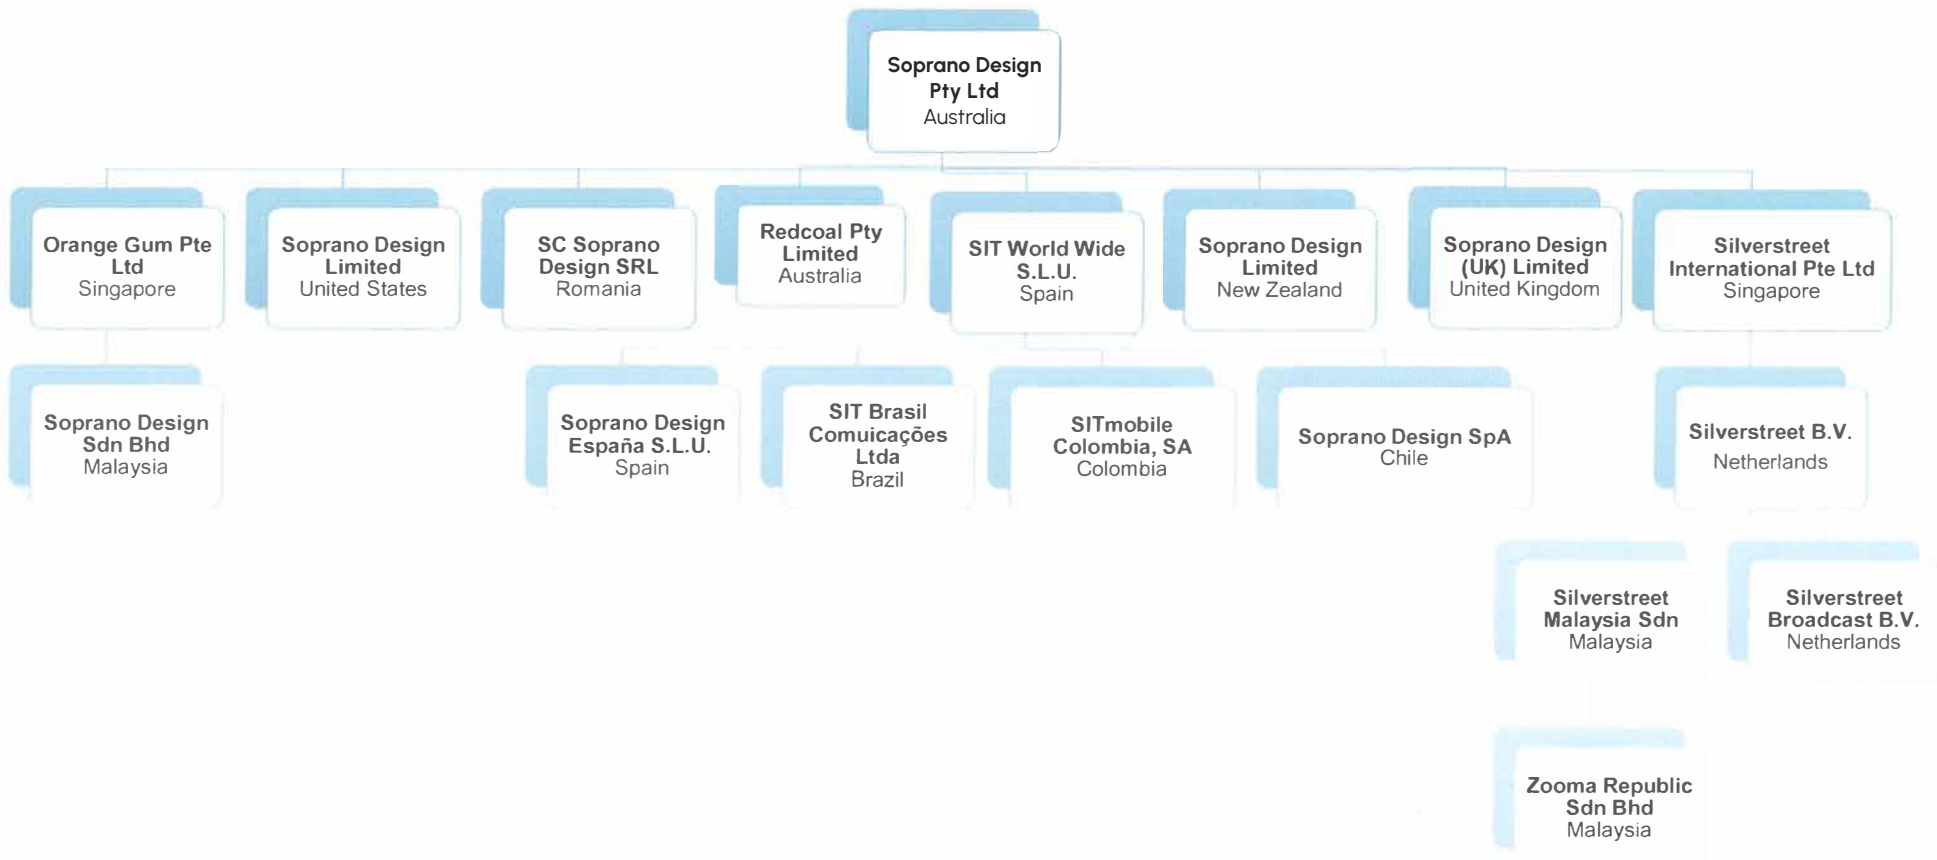 Soprano Design
Pty Ltd
Australia
Orange Gum Pte
Ltd
Singapore
Soprano Design
Limited
United States
SC Soprano
Design SRL
Romania
Redcoal Pty
Limited
Australia
SIT World Wide
S.L.U.
Spain
Soprano Design
Limited
New Zealand
Soprano Design
(UK) Limited
United Kingdom
Silverstreet
International Pte Ltd
Singapore
Soprano Design
Sdn Bhd
Malaysia
Soprano Design
España S.L.U.
Spain
SIT Brasil
Comuicações
Ltda
Brazil
SITmobile
Colombia, SA
Colombia
Soprano Design SpA
Chile
Silverstreet B.V.
Netherlands
Silverstreet
Malaysia Sdn
Malaysia
Silverstreet
Broadcast B.V.
Netherlands
Zooma Republic
Sdn Bhd
Malaysia